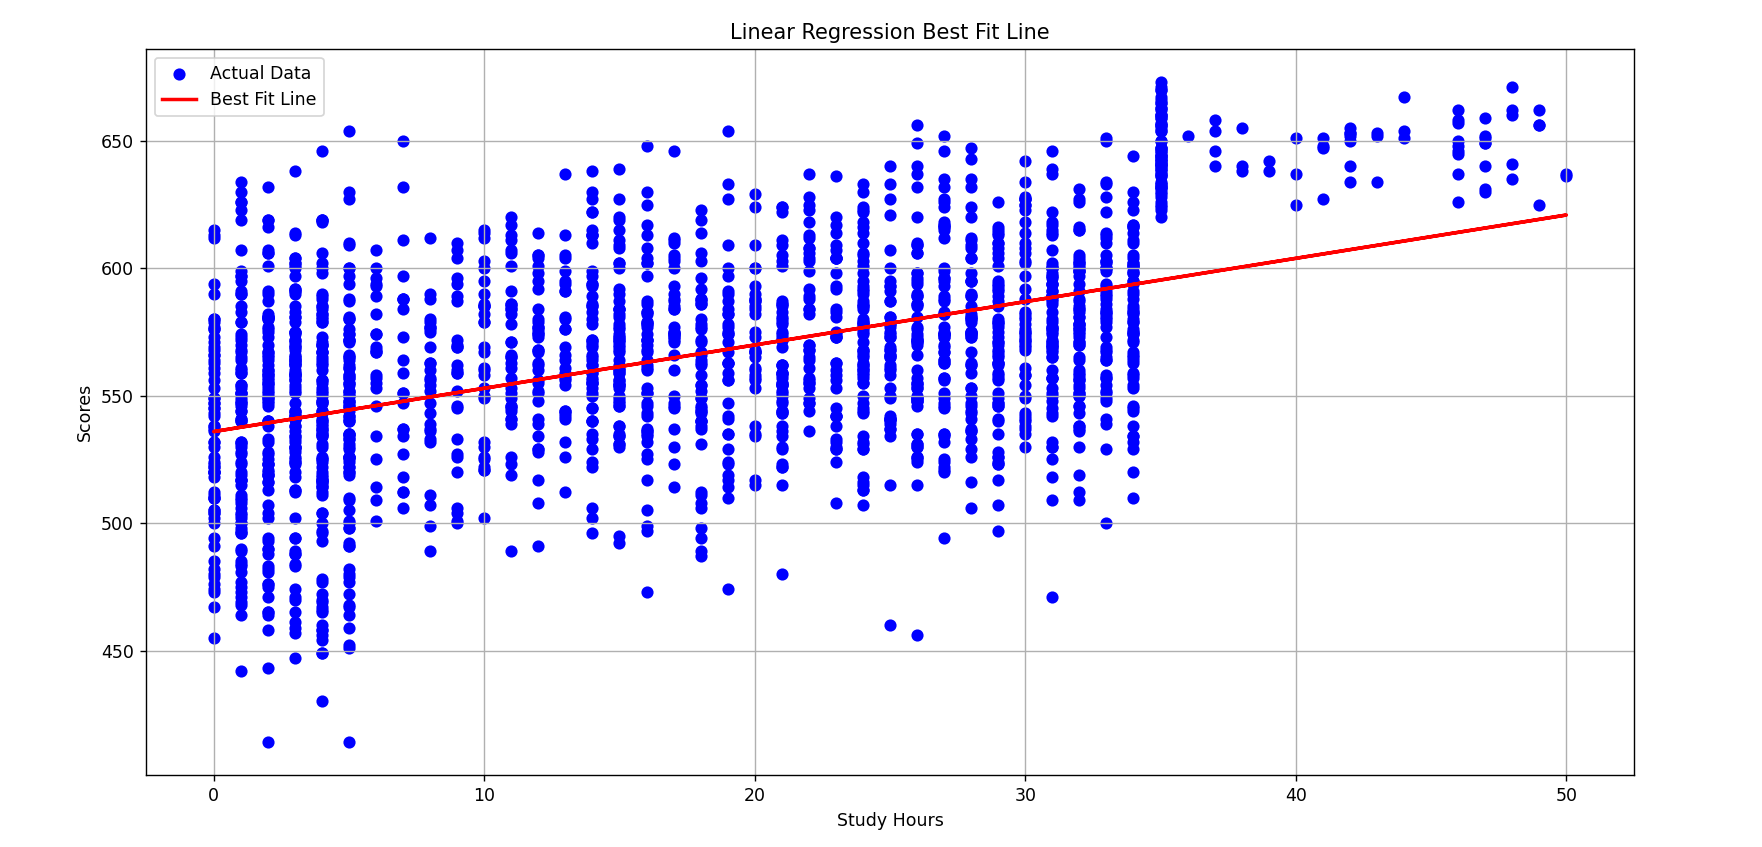 Linear Regression Best Fit Line
Actual Data
Best Fit Line
650
600
550
500
450
Scores
0 10 20 30 40 50
Study Hours